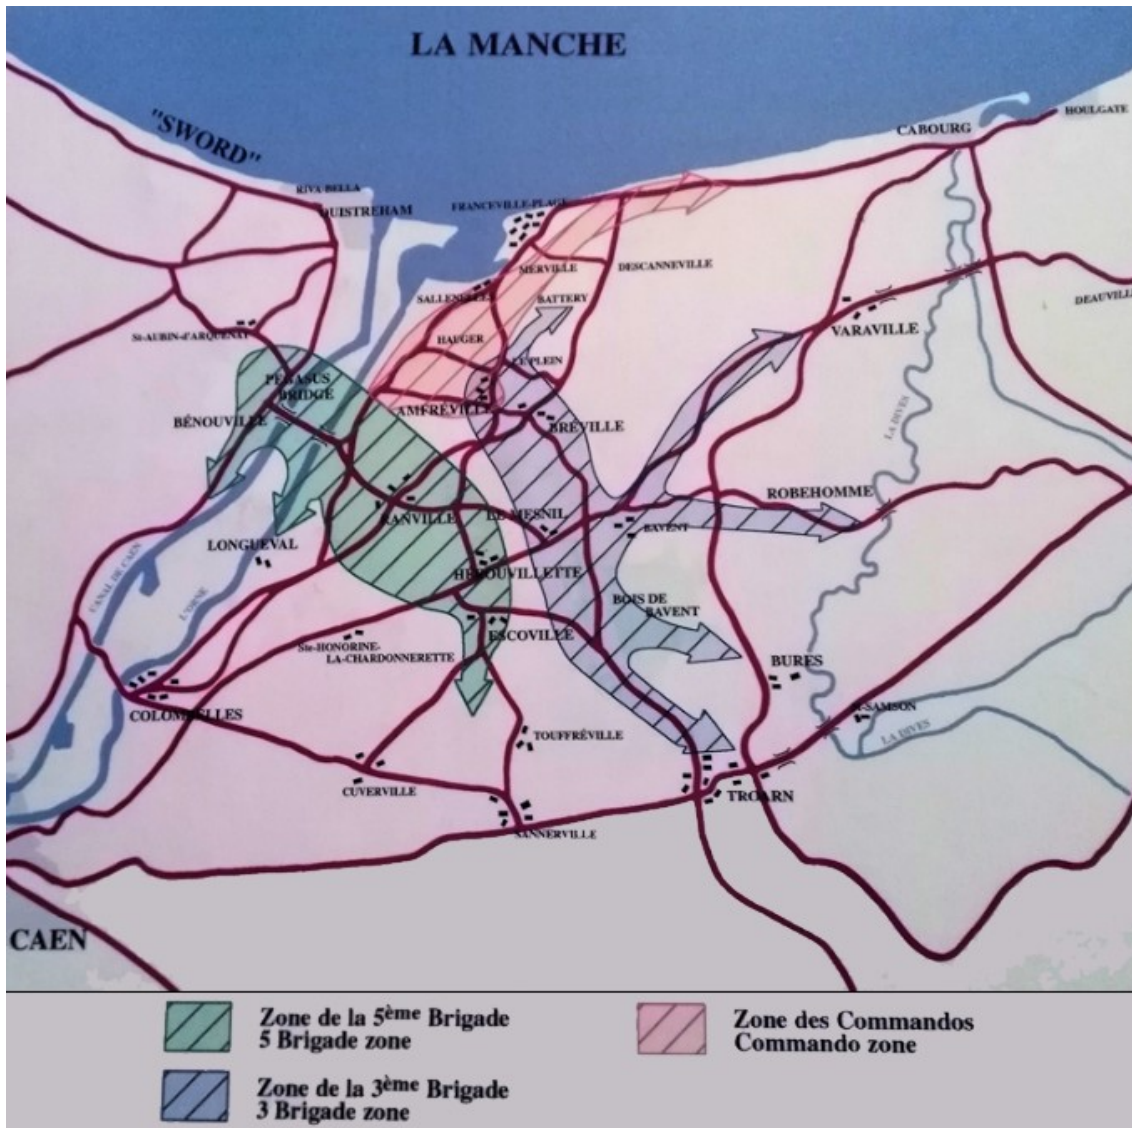 LA MANCHE
"SWORD"
HOULGATE
CABOURG
RIVA-BELLA
OUISTREHAM
FRANCEVILLE-PLAGE
MERVILLE
DESCANNEVILLE
SALLENELLES
BATTERY
DEAUVILLE
St-AUBIN-d'ARQUENAY
HAUGER
VARAVILLE
LE PLEIN
PEGASUS
BRIDGE
AMFRÉVILLE
BÉNOUVILLE
BRÉVILLE
LA DIVES
ROBEHOMME
RANVILLE
LE MESNIL
BAVENT
LONGUEVAL
CANAL DE CAEN
L'ORNE
HÉROUVILLETTE
BOIS DE
BAVENT
ESCOVILLE
Ste-HONORINE-
LA-CHARDONNERETTE
BURES
COLOMBELLES
St-SAMSON
LA DIVES
TOUFFRÉVILLE
CUVERVILLE
TROARN
SANNERVILLE
CAEN
Zone de la 5ème Brigade
5 Brigade zone
Zone des Commandos
Commando zone
Zone de la 3ème Brigade
3 Brigade zone